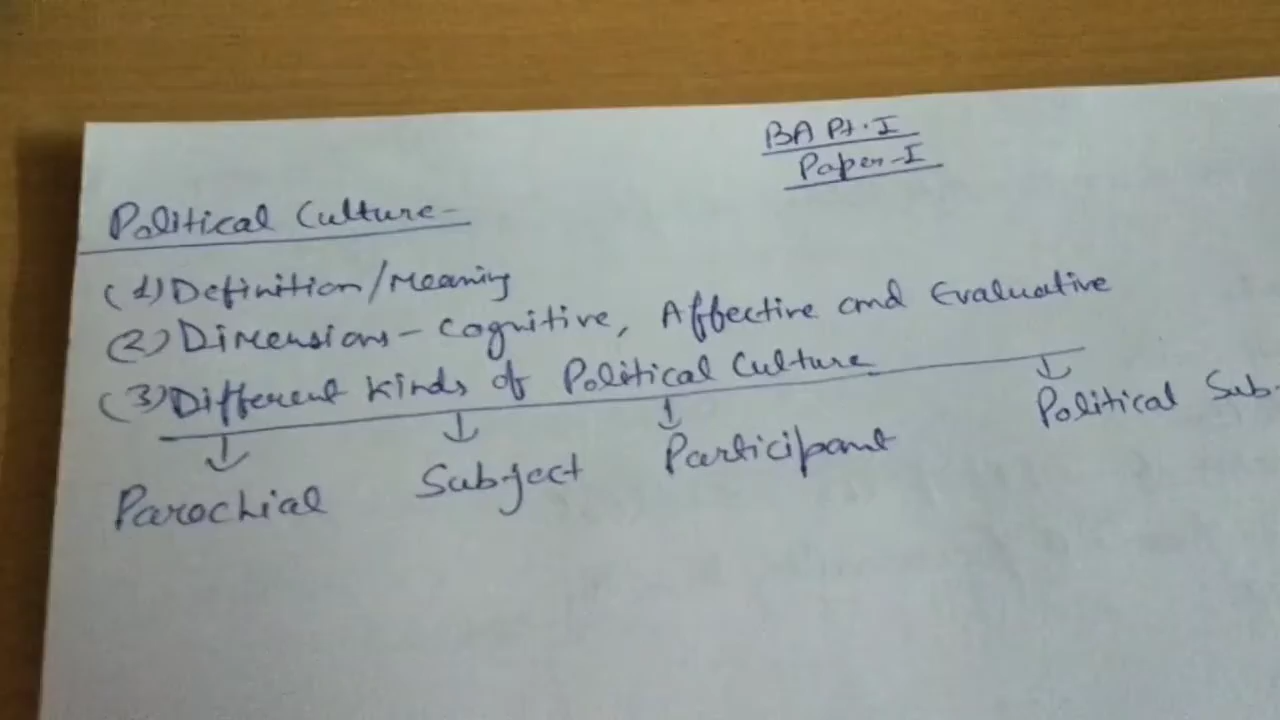 BA Pt. I
Paper-I
Political Culture-
(1) Definition/Meaning
(2) Dimensions - Cognitive, Affective and Evaluative
(3) Different Kinds of Political Culture
Parochial Subject Participant Political Sub-